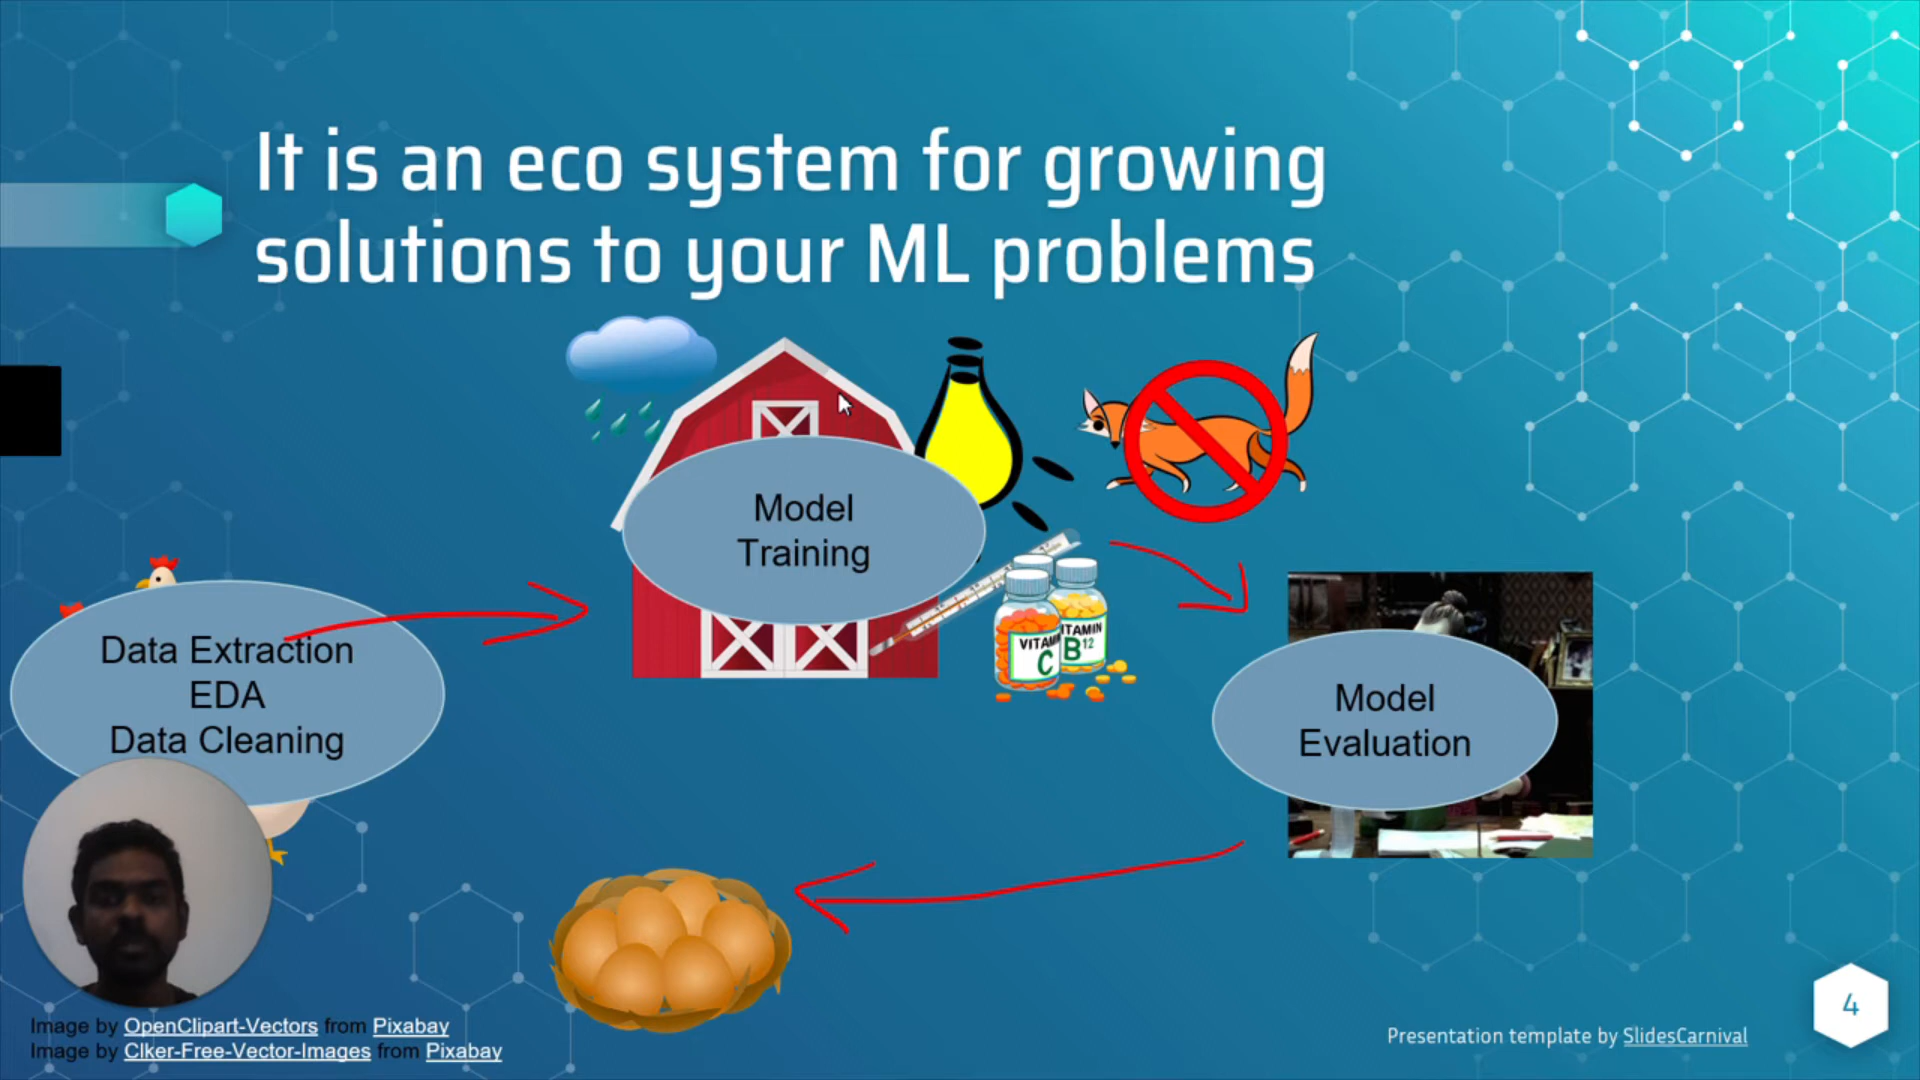 It is an eco system for growing
solutions to your ML problems
Model
Training
VITAMIN
B12
VITAM
C
Data Extraction
EDA
Data Cleaning
Model
Evaluation
Image by OpenClipart-Vectors from Pixabay
Image by Clker-Free-Vector-Images from Pixabay
Presentation template by SlidesCarnival
4